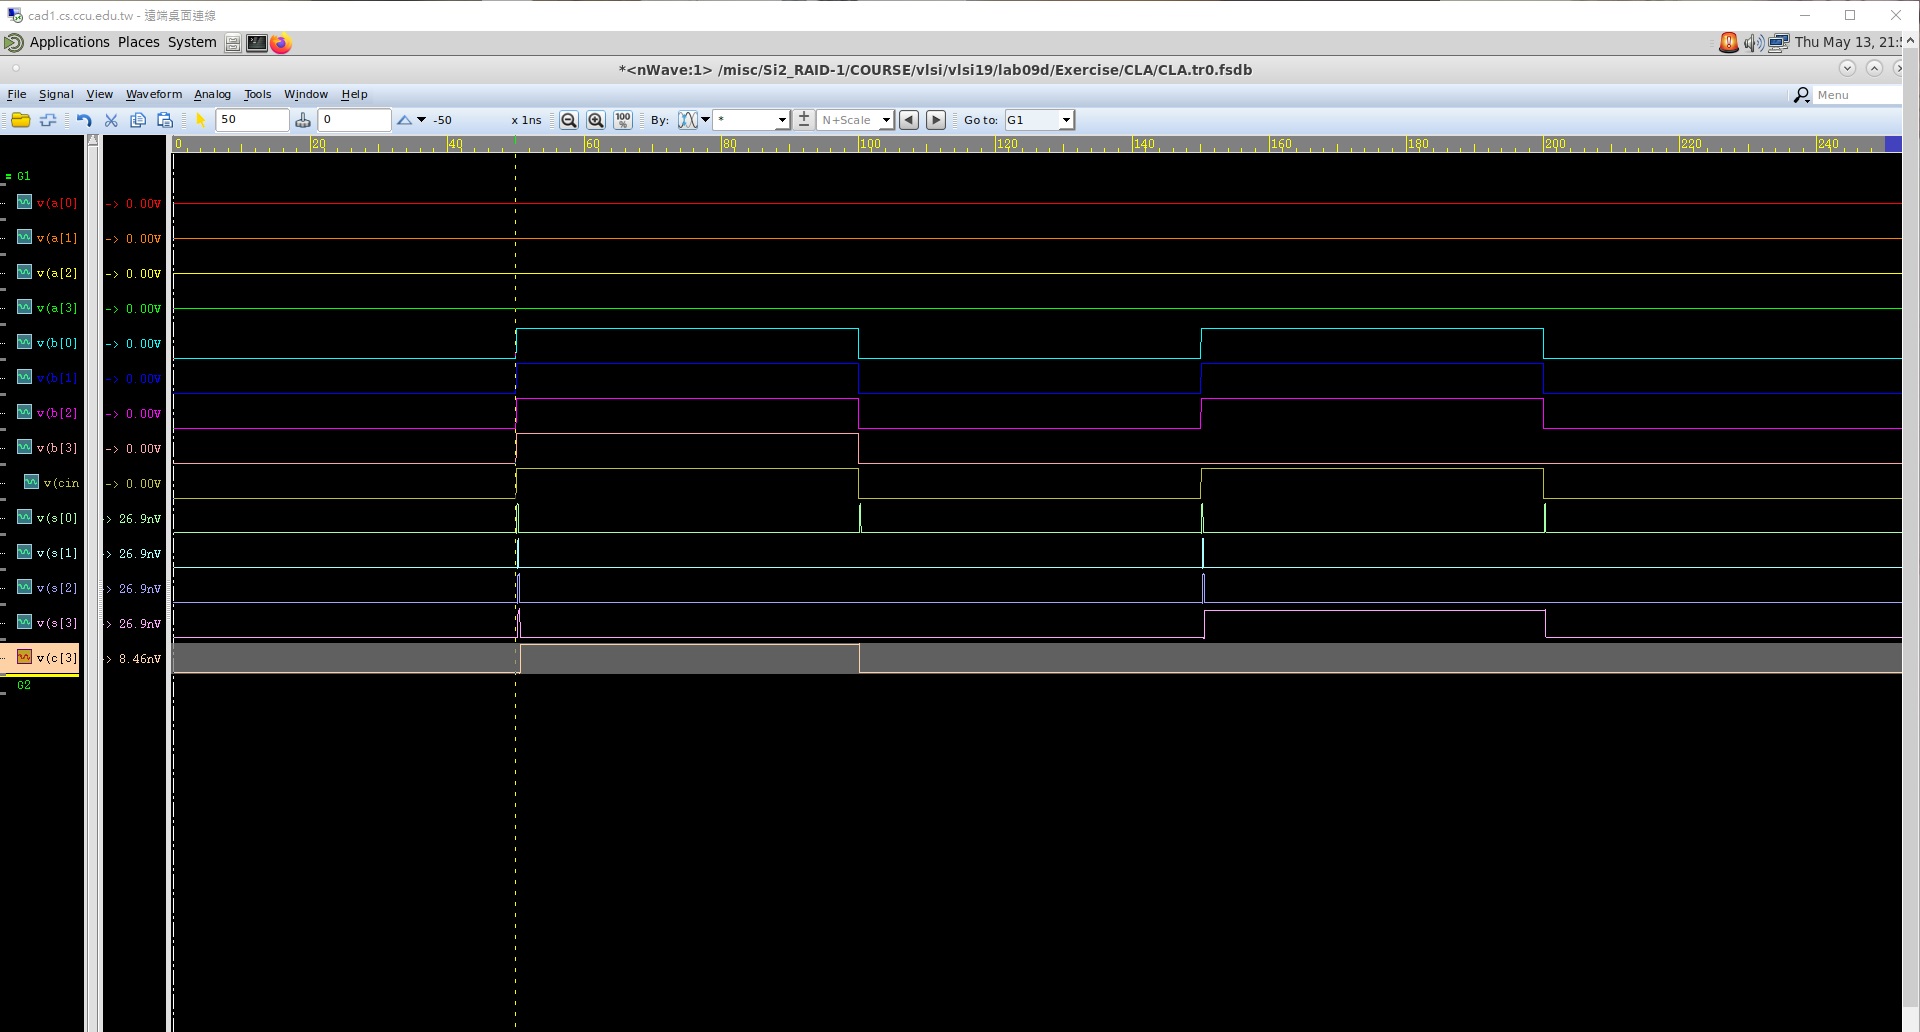 cad1.cs.ccu.edu.tw - 遠端桌面連線
Applications Places System
Thu May 13, 21:
*<nWave:1> /misc/Si2_RAID-1/COURSE/vlsi/vlsi19/lab09d/Exercise/CLA/CLA.tr0.fsdb
File Signal View Waveform Analog Tools Window Help
Menu
50 0 -50 x 1ns 100 % By: * N+Scale Go to: G1
0 20 40 60 80 100 120 140 160 180 200 220 240
G1
v(a[0] -> 0.00V
v(a[1] -> 0.00V
v(a[2] -> 0.00V
v(a[3] -> 0.00V
v(b[0] -> 0.00V
v(b[1] -> 0.00V
v(b[2] -> 0.00V
v(b[3] -> 0.00V
v(cin -> 0.00V
v(s[0] > 26.9nV
v(s[1] > 26.9nV
v(s[2] > 26.9nV
v(s[3] > 26.9nV
v(c[3] > 8.46nV
G2